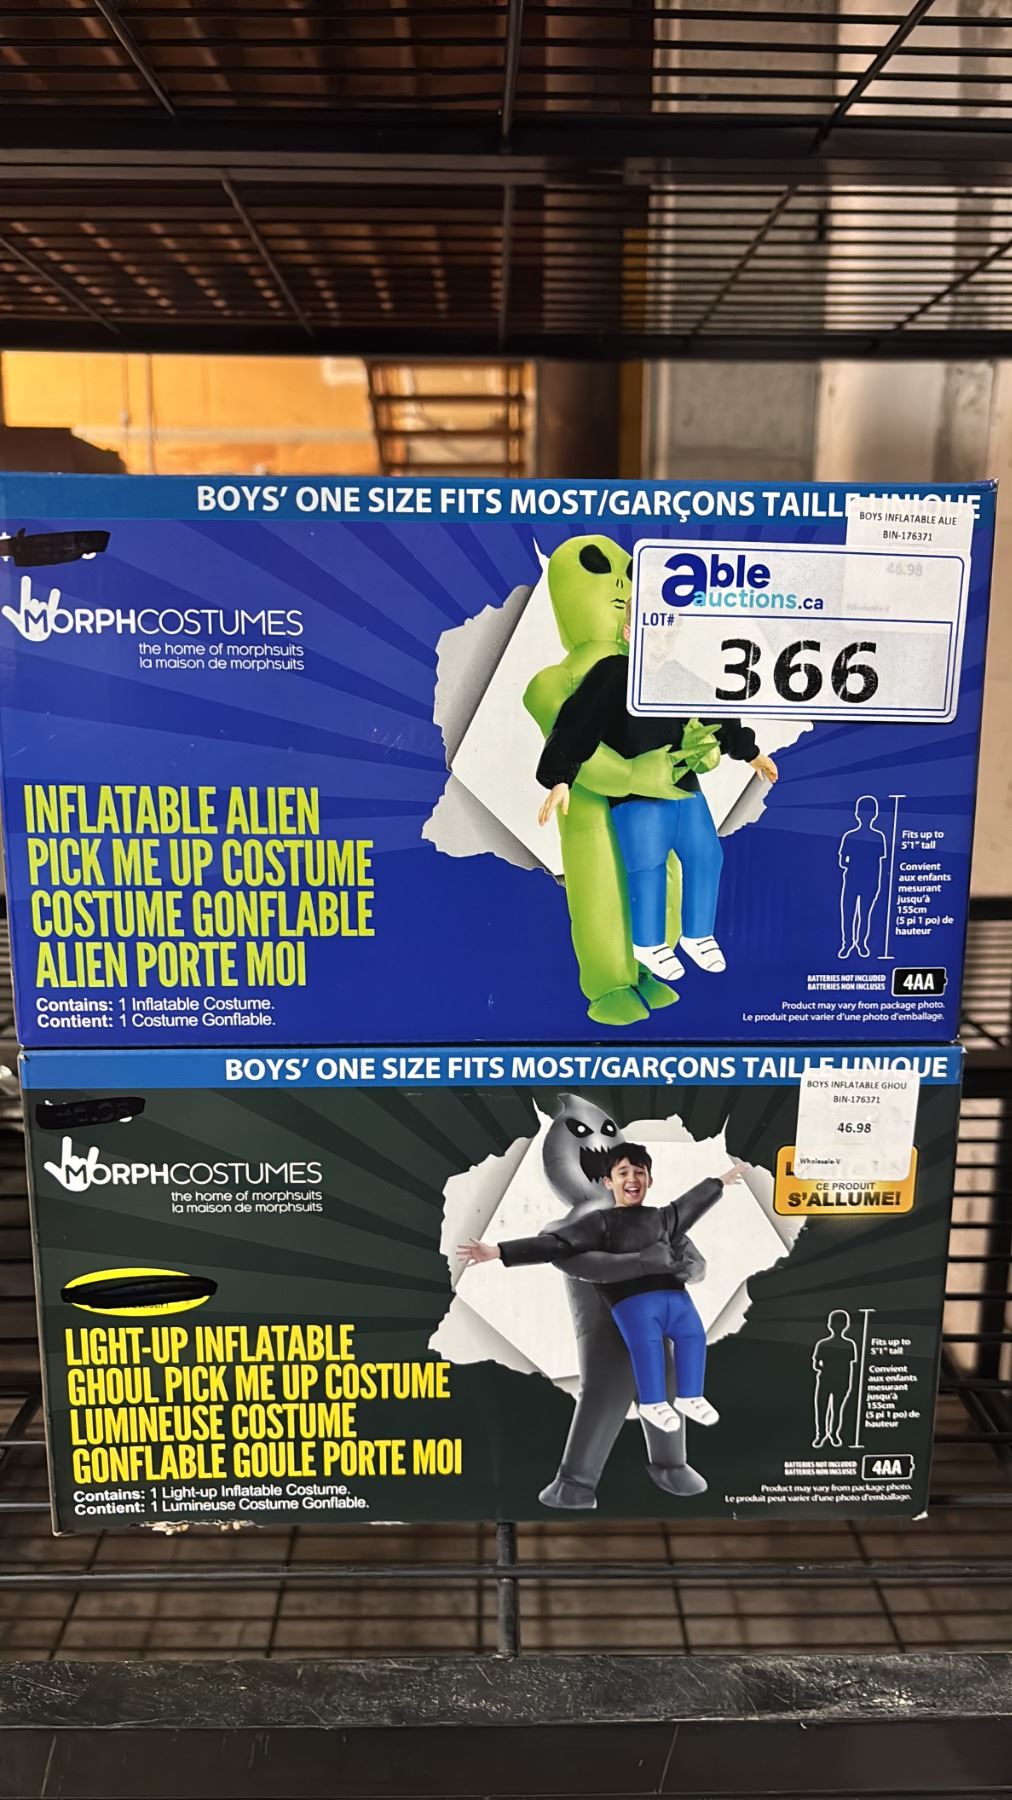 BOYS' ONE SIZE FITS MOST/GARÇONS TAILLE UNIQUE
BOYS INFLATABLE ALIE
BIN-176371
46.98
Wholesale-V
able
auctions.ca
LOT#
366
MORPHCOSTUMES
the home of morphsuits
la maison de morphsuits
INFLATABLE ALIEN
PICK ME UP COSTUME
COSTUME GONFLABLE
ALIEN PORTE MOI
Contains: 1 Inflatable Costume.
Contient: 1 Costume Gonflable.
Fits up to
5'1" tall
Convient
aux enfants
mesurant
jusqu'à
155cm
(5 pi 1 po) de
hauteur
BATTERIES NOT INCLUDED
BATTERIES NON INCLUSES
4AA
Product may vary from package photo.
Le produit peut varier d'une photo d'emballage.
BOYS' ONE SIZE FITS MOST/GARÇONS TAILLE UNIQUE
BOYS INFLATABLE GHOU
BIN-176371
46.98
Wholesale-V
CE PRODUIT
S'ALLUME!
MORPHCOSTUMES
the home of morphsuits
la maison de morphsuits
LIGHT-UP INFLATABLE
GHOUL PICK ME UP COSTUME
LUMINEUSE COSTUME
GONFLABLE GOULE PORTE MOI
Contains: 1 Light-up Inflatable Costume.
Contient: 1 Lumineuse Costume Gonflable.
Fits up to
5'1" tall
Convient
aux enfants
mesurant
jusqu'à
155cm
(5 pi 1 po) de
hauteur
BATTERIES NOT INCLUDED
BATTERIES NON INCLUSES
4AA
Product may vary from package photo.
Le produit peut varier d'une photo d'emballage.